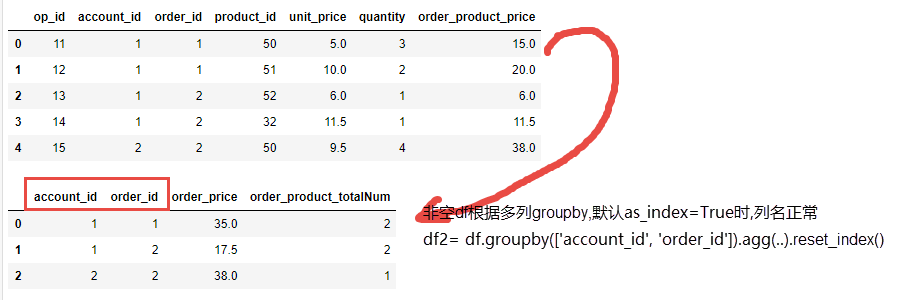 op_id account_id order_id product_id unit_price quantity order_product_price
0 11 1 1 50 5.0 3 15.0
1 12 1 1 51 10.0 2 20.0
2 13 1 2 52 6.0 1 6.0
3 14 1 2 32 11.5 1 11.5
4 15 2 2 50 9.5 4 38.0
account_id order_id order_price order_product_totalNum
0 1 1 35.0 2
1 1 2 17.5 2
2 2 2 38.0 1
非空df根据多列groupby,默认as_index=True时,列名正常
df2= df.groupby(['account_id', 'order_id']).agg(..).reset_index()